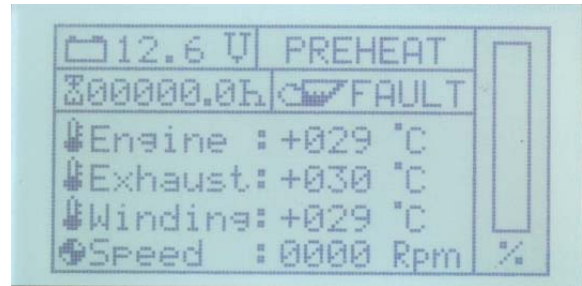 12.6 V PREHEAT
00000.0h FAULT
Engine : +029 °C
Exhaust: +030 °C
Winding: +029 °C
Speed : 0000 Rpm %